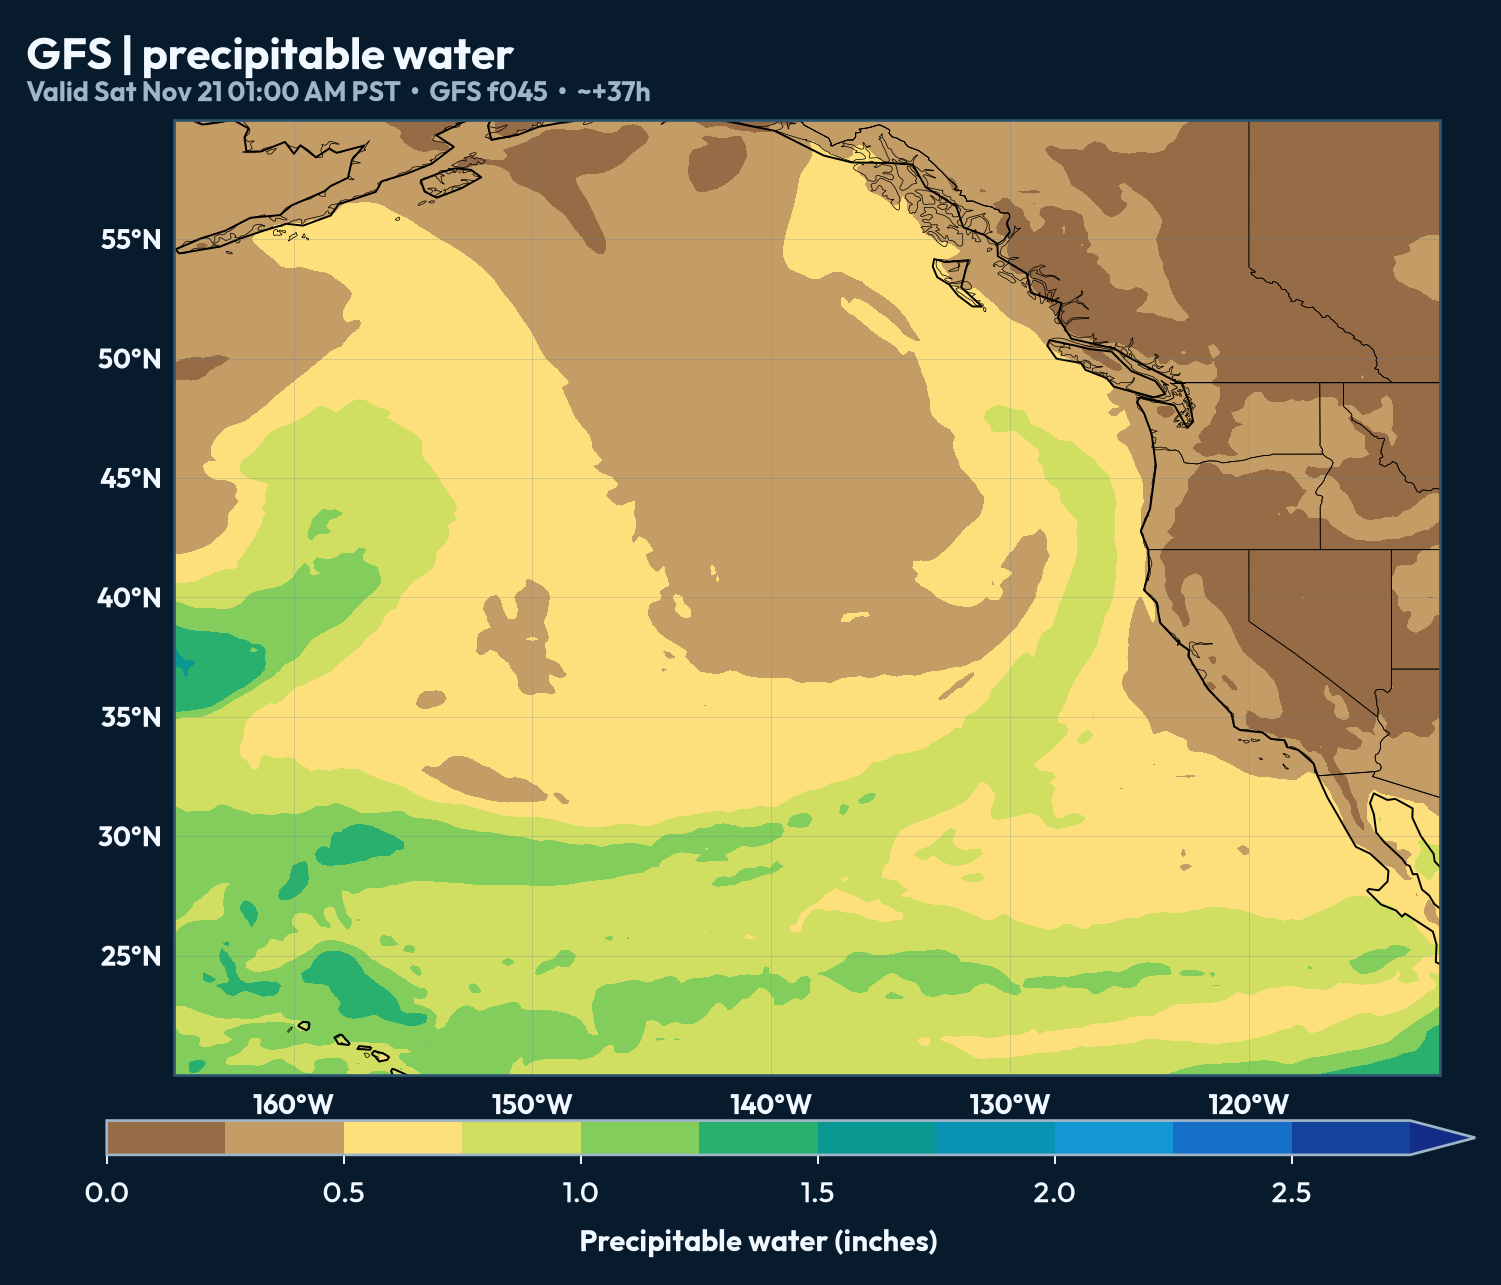 GFS | precipitable water
Valid Sat Nov 21 01:00 AM PST • GFS f045 • ~+37h
55°N
50°N
45°N
40°N
35°N
30°N
25°N
160°W 150°W 140°W 130°W 120°W
0.0 0.5 1.0 1.5 2.0 2.5
Precipitable water (inches)